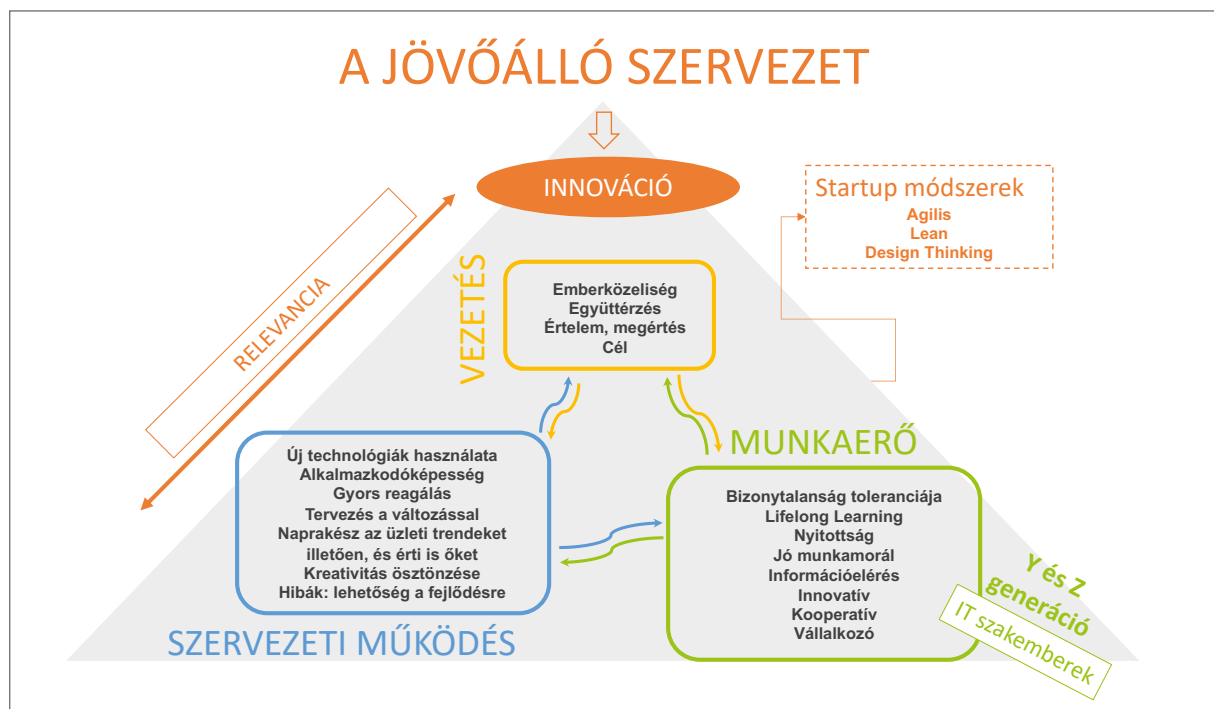 A JÖVŐÁLLÓ SZERVEZET
INNOVÁCIÓ
RELEVANCIA
Startup módszerek
Agilis
Lean
Design Thinking
VEZETÉS
Emberközeliség
Együttérzés
Értelem, megértés
Cél
Új technológiák használata
Alkalmazkodóképesség
Gyors reagálás
Tervezés a változással
Naprakész az üzleti trendeket
illetően, és érti is őket
Kreativitás ösztönzése
Hibák: lehetőség a fejlődésre
SZERVEZETI MŰKÖDÉS
MUNKAERŐ
Bizonytalanság toleranciája
Lifelong Learning
Nyitottság
Jó munkamorál
Információelérés
Innovatív
Kooperatív
Vállalkozó
Y és Z
generáció
IT szakemberek